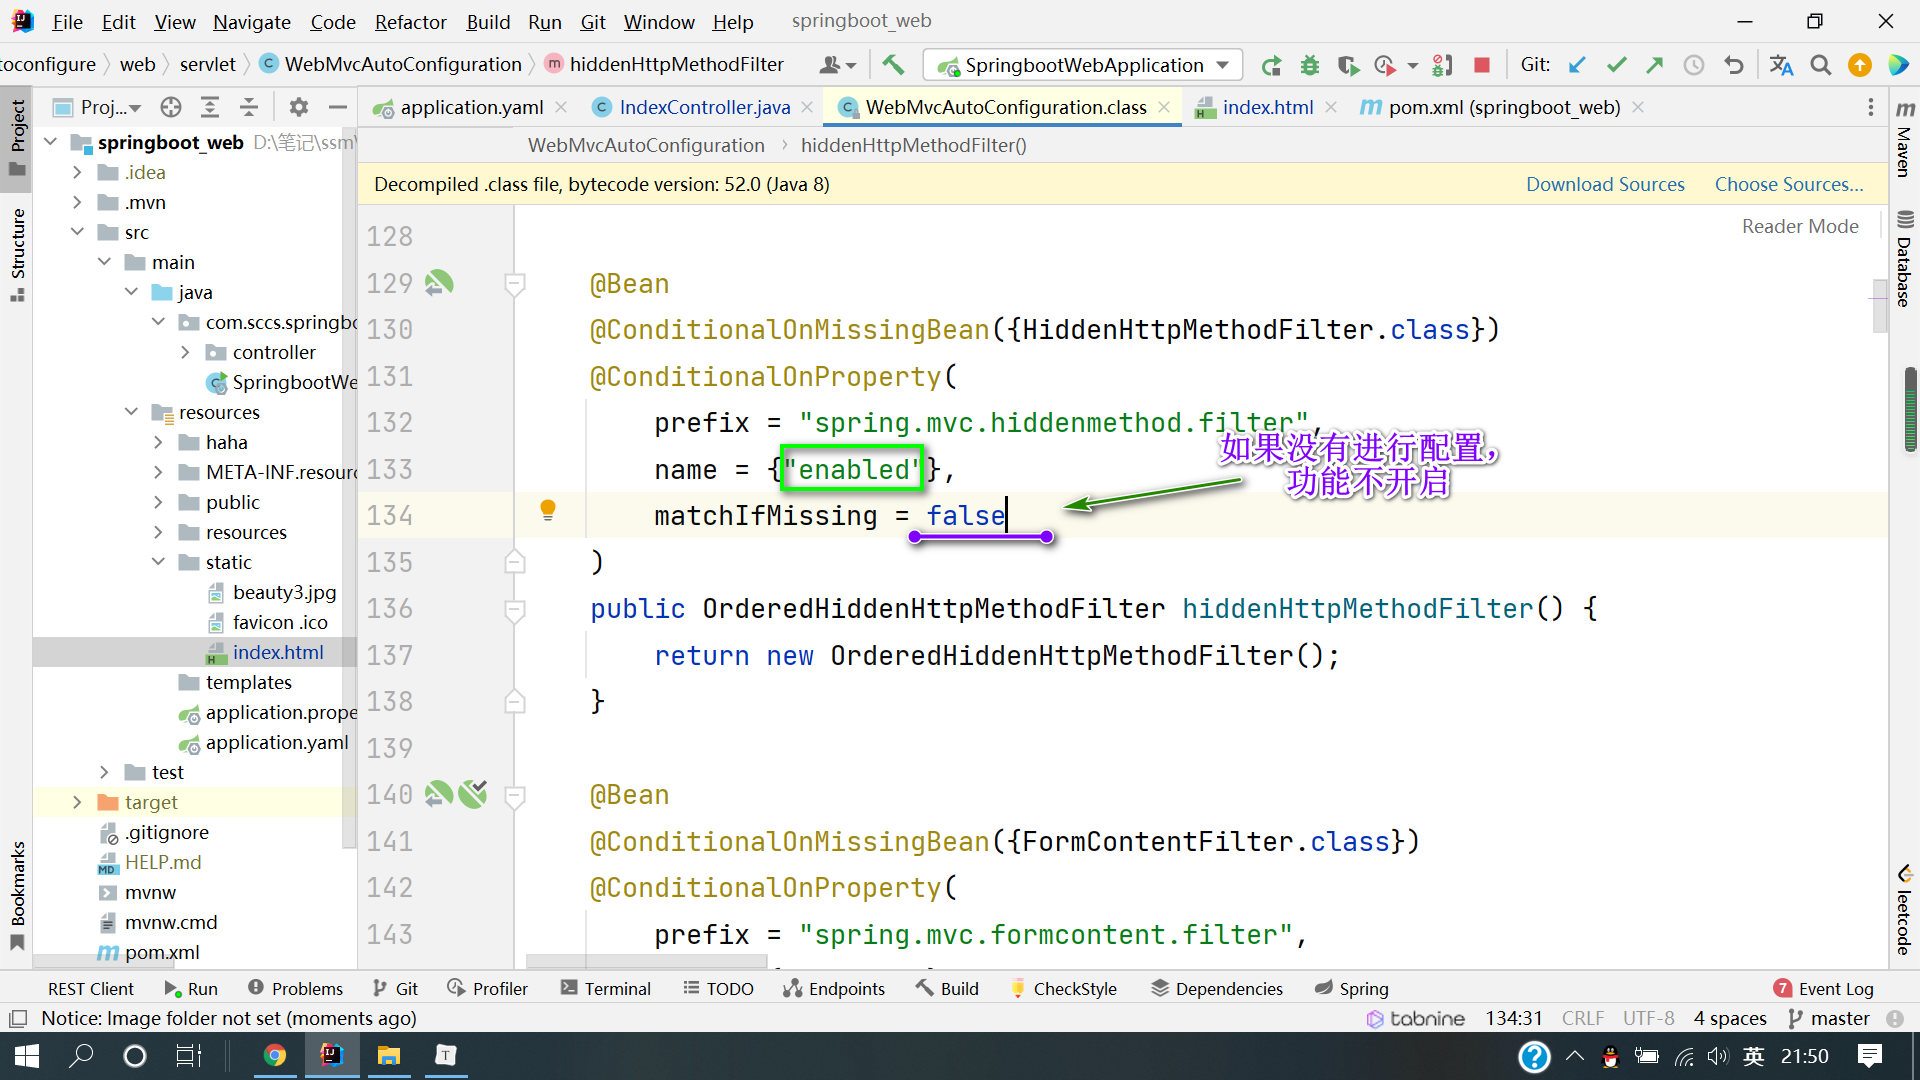 File Edit View Navigate Code Refactor Build Run Git Window Help springboot_web
toconfigure web servlet WebMvcAutoConfiguration hiddenHttpMethodFilter SpringbootWebApplication Git:
Proj... application.yaml IndexController.java WebMvcAutoConfiguration.class index.html pom.xml (springboot_web)
WebMvcAutoConfiguration hiddenHttpMethodFilter()
Decompiled .class file, bytecode version: 52.0 (Java 8) Download Sources Choose Sources...
Reader Mode
Project
Structure
Bookmarks
springboot_web D:\笔记\ssm\
.idea
.mvn
src
main
java
com.sccs.springbo
controller
SpringbootWe
resources
haha
META-INF.resourc
public
resources
static
beauty3.jpg
favicon .ico
index.html
templates
application.prope
application.yaml
test
target
.gitignore
HELP.md
mvnw
mvnw.cmd
pom.xml
128
129 @Bean
130 @ConditionalOnMissingBean({HiddenHttpMethodFilter.class})
131 @ConditionalOnProperty(
132 prefix = "spring.mvc.hiddenmethod.filter",
133 name = {"enabled"},
134 matchIfMissing = false
135 )
136 public OrderedHiddenHttpMethodFilter hiddenHttpMethodFilter() {
137 return new OrderedHiddenHttpMethodFilter();
138 }
139
140 @Bean
141 @ConditionalOnMissingBean({FormContentFilter.class})
142 @ConditionalOnProperty(
143 prefix = "spring.mvc.formcontent.filter",
如果没有进行配置，
功能不开启
Maven
Database
leetcode
REST Client Run Problems Git Profiler Terminal TODO Endpoints Build CheckStyle Dependencies Spring 7 Event Log
Notice: Image folder not set (moments ago) tabnine 134:31 CRLF UTF-8 4 spaces master
英 21:50